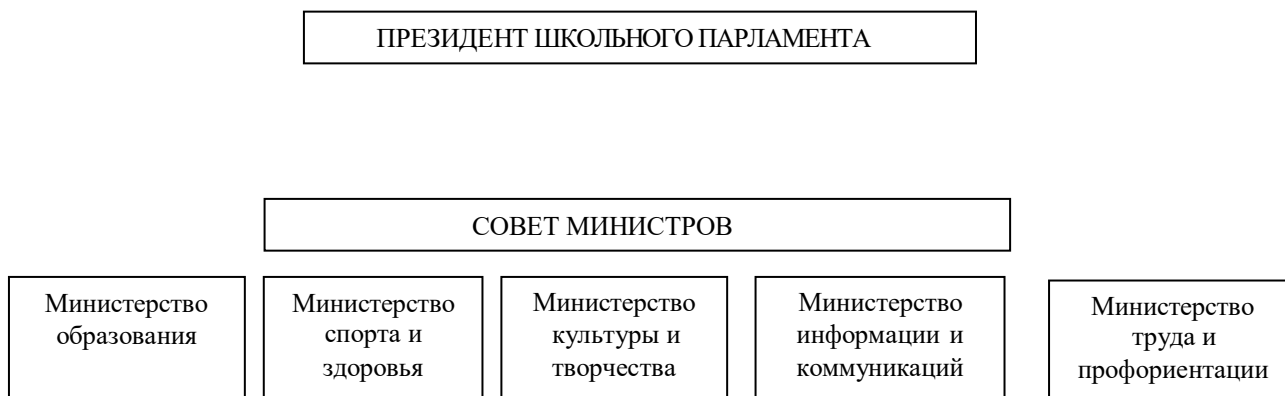 ПРЕЗИДЕНТ ШКОЛЬНОГО ПАРЛАМЕНТА
СОВЕТ МИНИСТРОВ
Министерство
образования
Министерство
спорта и
здоровья
Министерство
культуры и
творчества
Министерство
информации и
коммуникаций
Министерство
труда и
профориентации